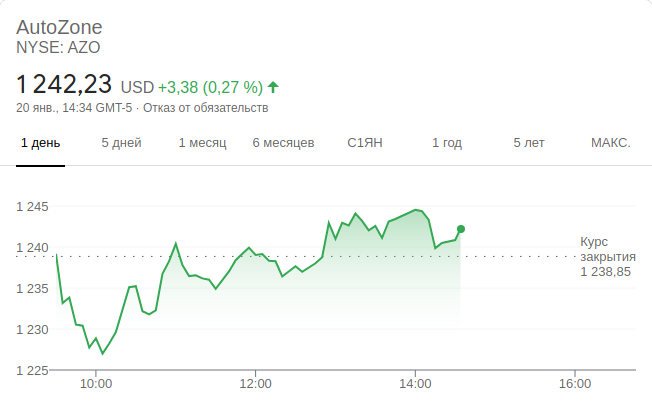 AutoZone
NYSE: AZO
1 242,23 USD +3,38 (0,27 %)
20 янв., 14:34 GMT-5 · Отказ от обязательств
1 день 5 дней 1 месяц 6 месяцев С1ЯН 1 год 5 лет МАКС.
1 245
1 240
1 235
1 230
1 225
Курс
закрытия
1 238,85
10:00 12:00 14:00 16:00